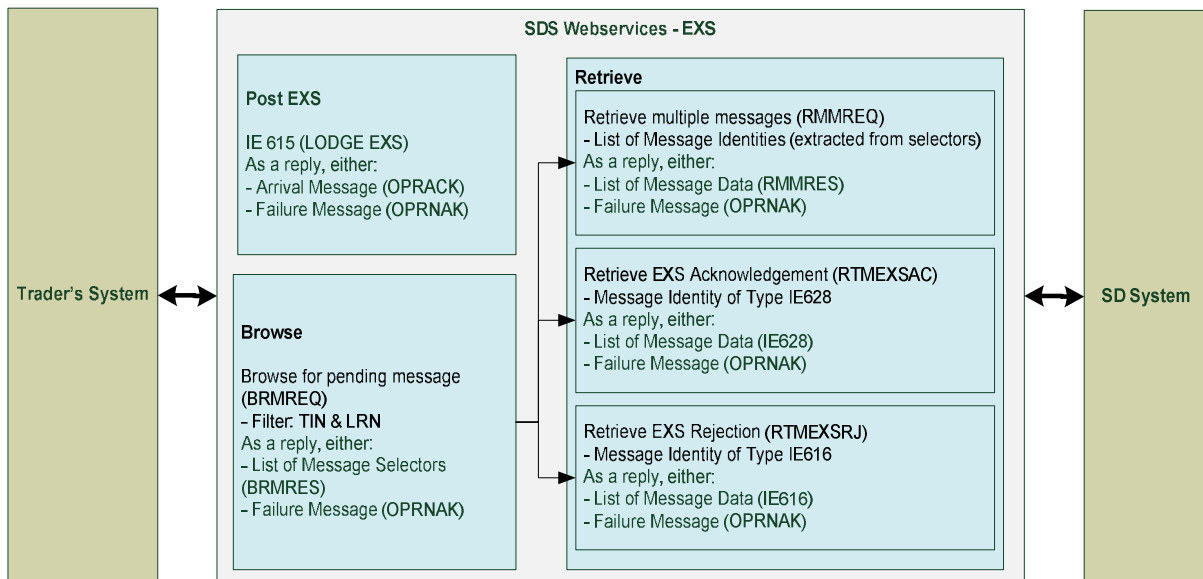 SDS Webservices - EXS
Trader's System
Post EXS
IE 615 (LODGE EXS)
As a reply, either:
- Arrival Message (OPRACK)
- Failure Message (OPRNAK)
Browse
Browse for pending message
(BRMREQ)
- Filter: TIN & LRN
As a reply, either:
- List of Message Selectors
(BRMRES)
- Failure Message (OPRNAK)
Retrieve
Retrieve multiple messages (RMMREQ)
- List of Message Identities (extracted from selectors)
As a reply, either:
- List of Message Data (RMMRES)
- Failure Message (OPRNAK)
Retrieve EXS Acknowledgement (RTMEXSAC)
- Message Identity of Type IE628
As a reply, either:
- List of Message Data (IE628)
- Failure Message (OPRNAK)
Retrieve EXS Rejection (RTMEXSRJ)
- Message Identity of Type IE616
As a reply, either:
- List of Message Data (IE616)
- Failure Message (OPRNAK)
SD System